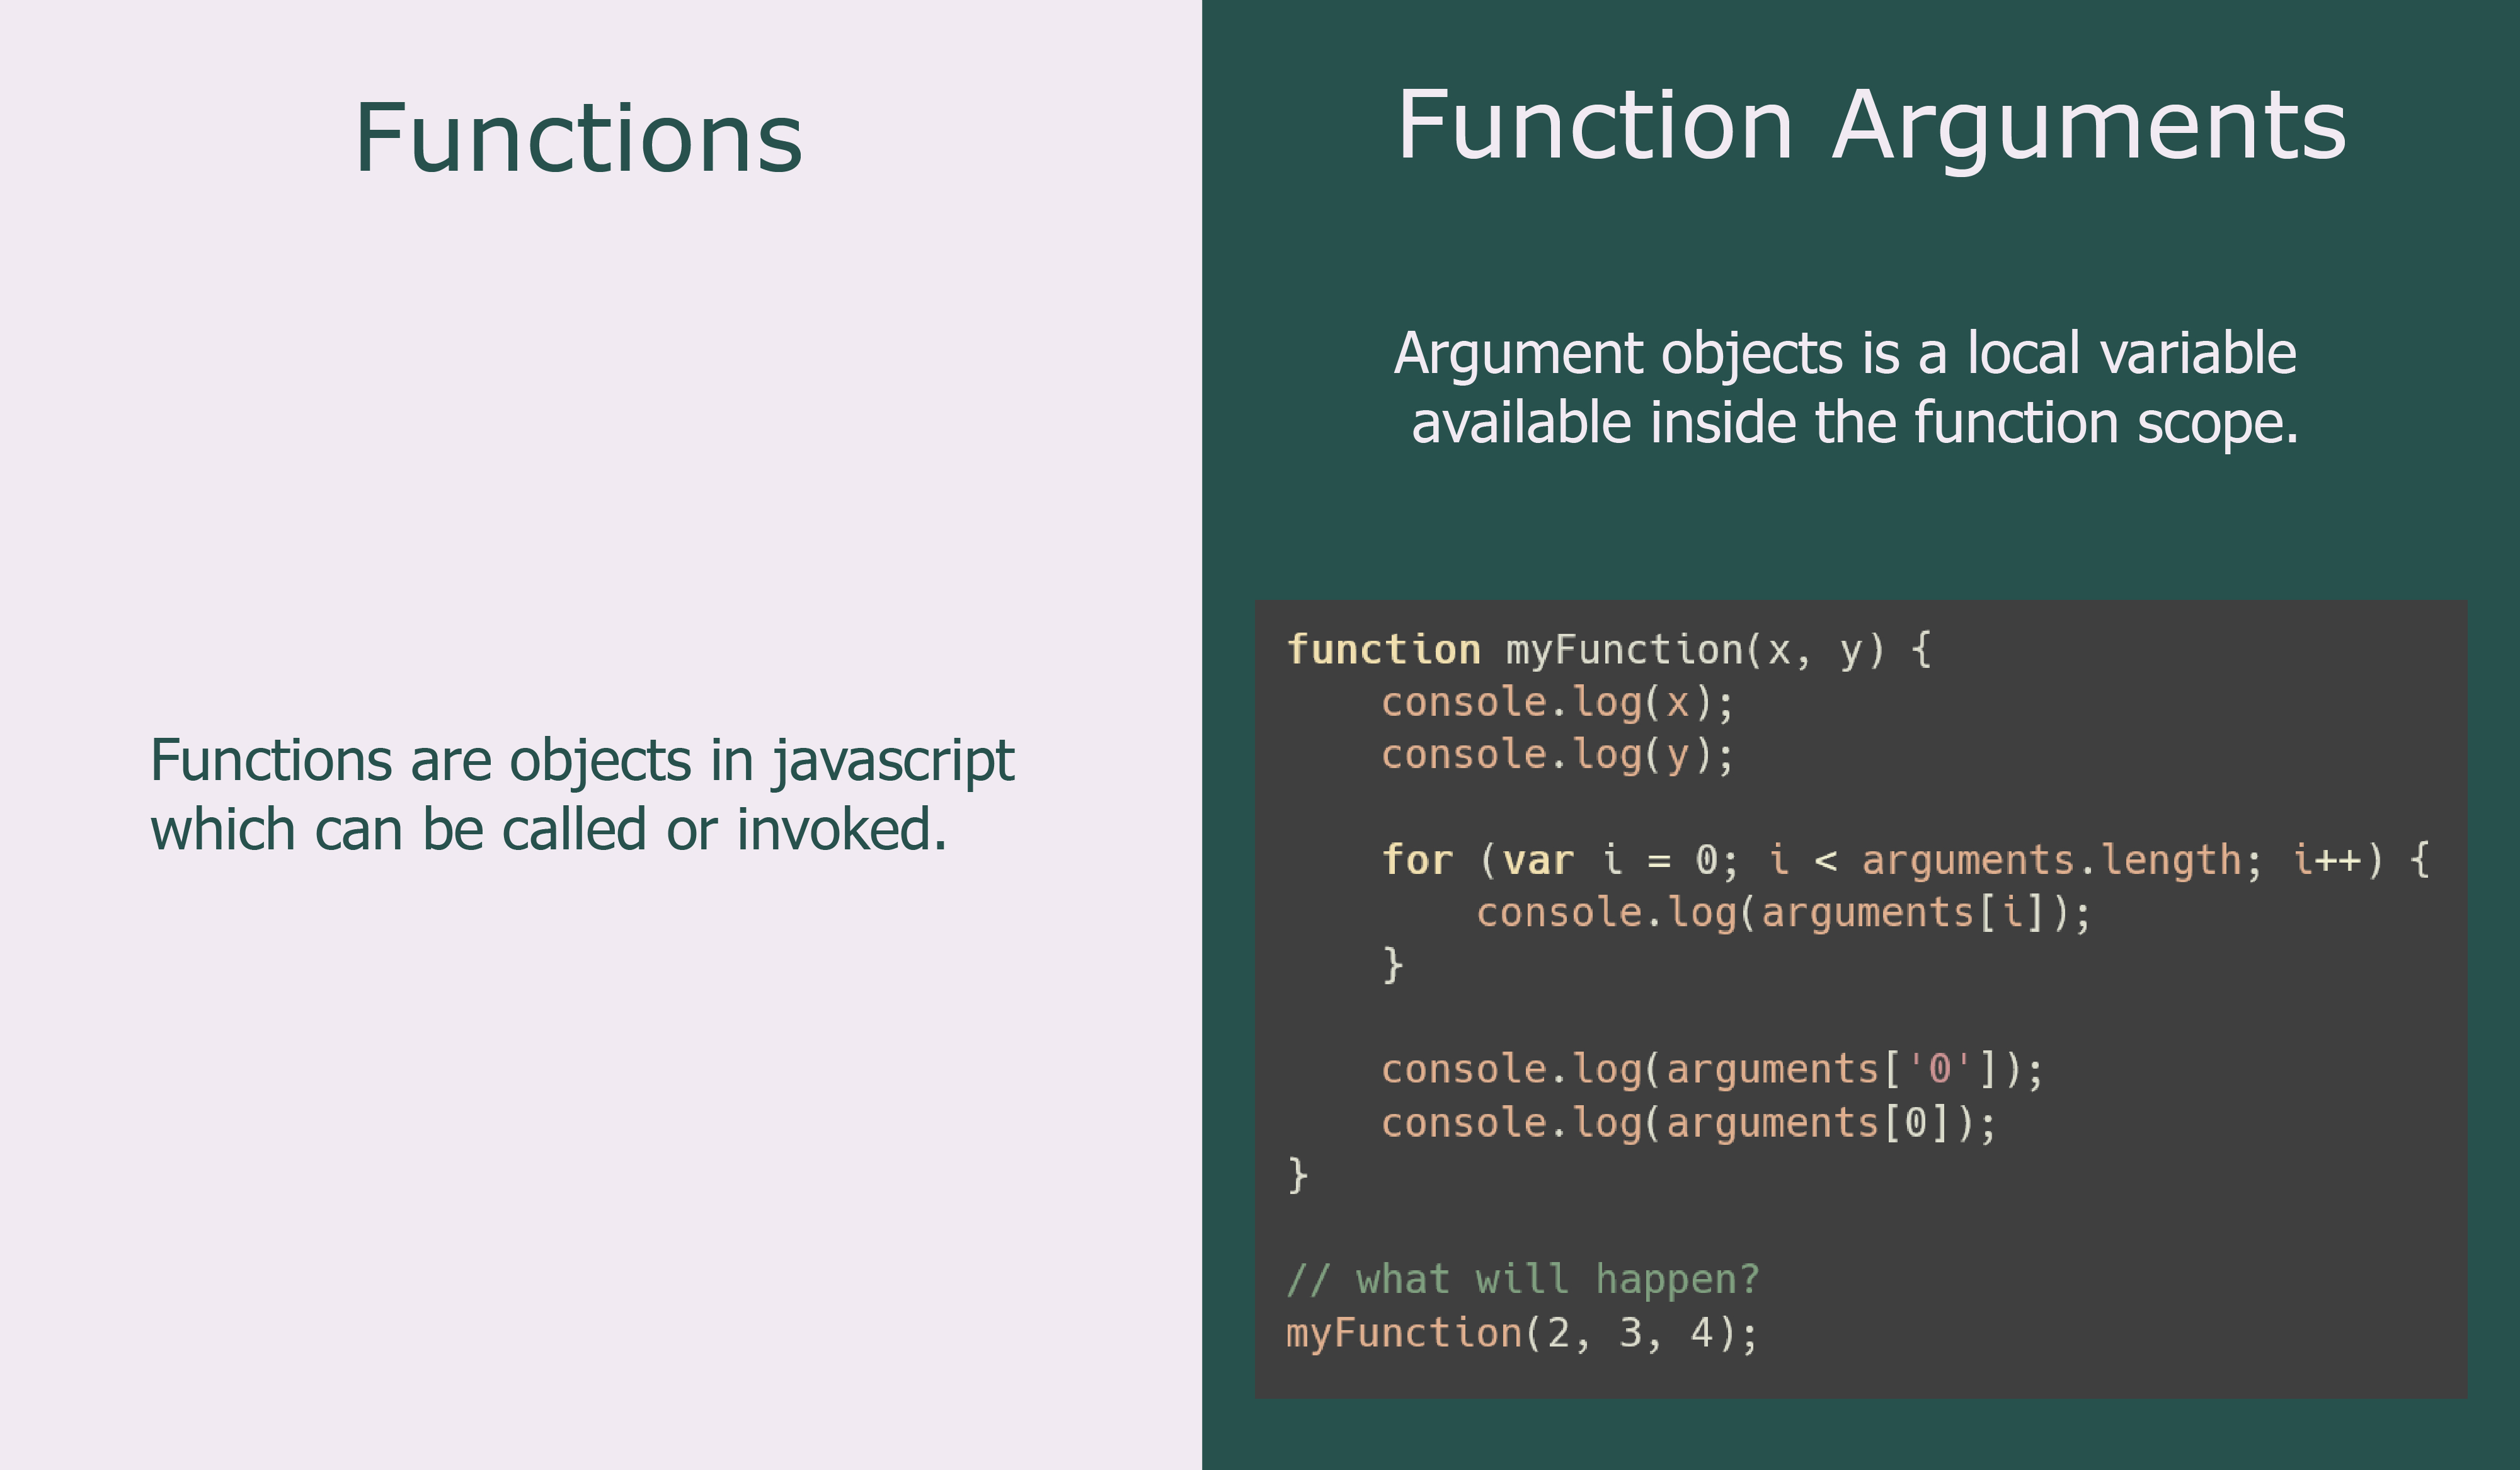 Functions
Functions are objects in javascript
which can be called or invoked.
Function Arguments
Argument objects is a local variable
available inside the function scope.
function myFunction(x, y) {
    console.log(x);
    console.log(y);
    for (var i = 0; i < arguments.length; i++) {
        console.log(arguments[i]);
    }
    console.log(arguments['0']);
    console.log(arguments[0]);
}
// what will happen?
myFunction(2, 3, 4);